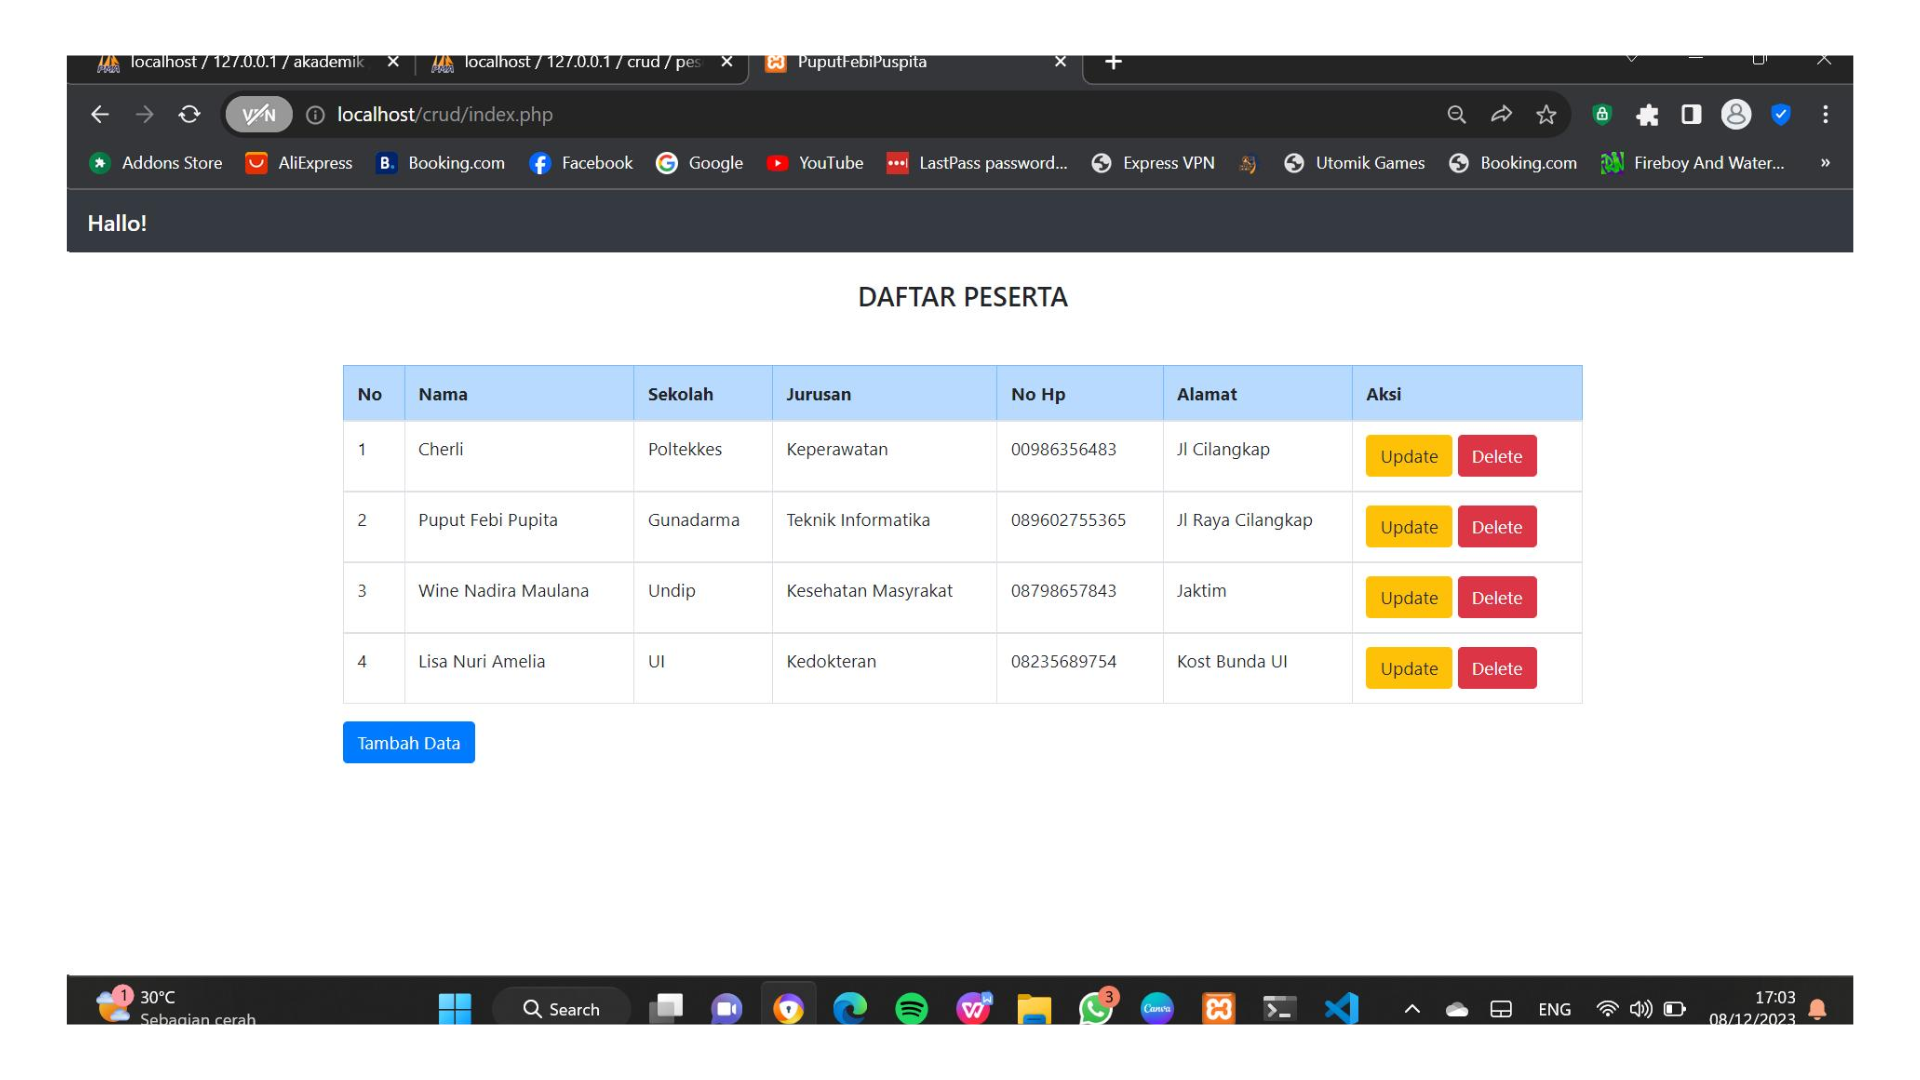 localhost / 127.0.0.1 / akademik
localhost / 127.0.0.1 / crud / pes
PuputFebiPuspita
VPN
localhost/crud/index.php
Addons Store AliExpress B. Booking.com Facebook Google YouTube LastPass password... Express VPN Utomik Games Booking.com Fireboy And Water... »
Hallo!
DAFTAR PESERTA
No Nama Sekolah Jurusan No Hp Alamat Aksi
1 Cherli Poltekkes Keperawatan 00986356483 Jl Cilangkap Update Delete
2 Puput Febi Pupita Gunadarma Teknik Informatika 089602755365 Jl Raya Cilangkap Update Delete
3 Wine Nadira Maulana Undip Kesehatan Masyrakat 08798657843 Jaktim Update Delete
4 Lisa Nuri Amelia UI Kedokteran 08235689754 Kost Bunda UI Update Delete
Tambah Data
1 30°C
Sebagian cerah
Search
3
Canva
ENG
17:03
08/12/2023